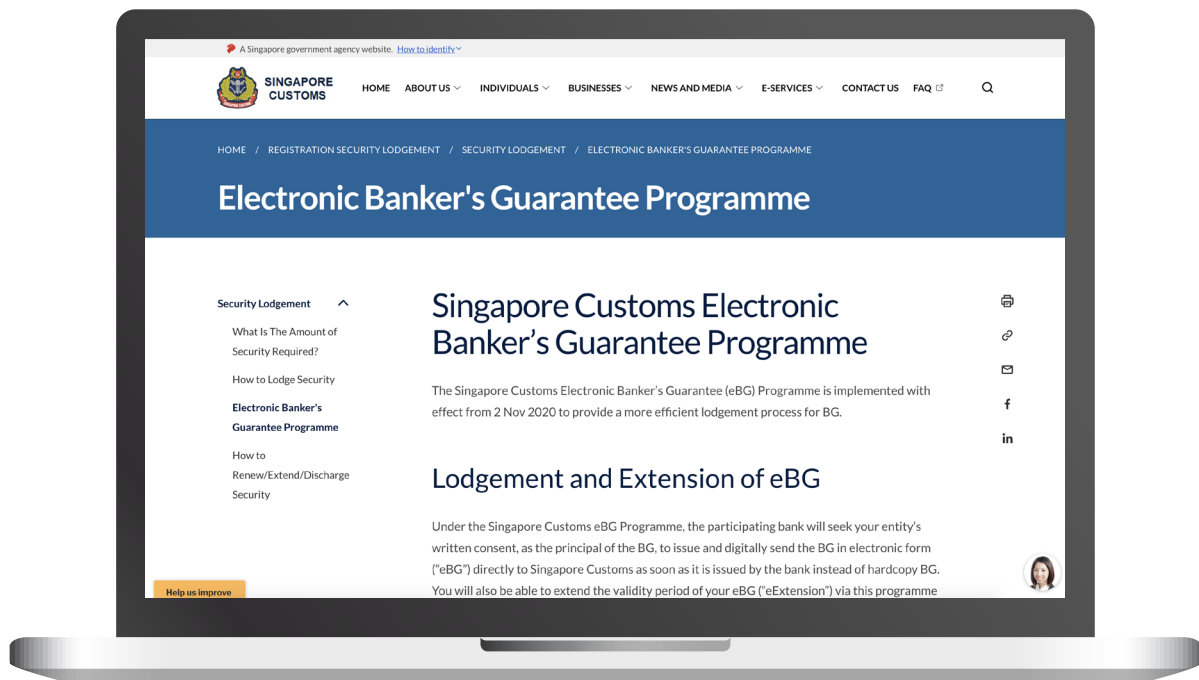 A Singapore government agency website. How to identify
SINGAPORE
CUSTOMS
HOME ABOUT US INDIVIDUALS BUSINESSES NEWS AND MEDIA E-SERVICES CONTACT US FAQ
HOME / REGISTRATION SECURITY LODGEMENT / SECURITY LODGEMENT / ELECTRONIC BANKER'S GUARANTEE PROGRAMME
Electronic Banker's Guarantee Programme
Security Lodgement
What Is The Amount of
Security Required?
How to Lodge Security
Electronic Banker's
Guarantee Programme
How to
Renew/Extend/Discharge
Security
Help us improve
Singapore Customs Electronic
Banker’s Guarantee Programme
The Singapore Customs Electronic Banker’s Guarantee (eBG) Programme is implemented with
effect from 2 Nov 2020 to provide a more efficient lodgement process for BG.
Lodgement and Extension of eBG
Under the Singapore Customs eBG Programme, the participating bank will seek your entity’s
written consent, as the principal of the BG, to issue and digitally send the BG in electronic form
(“eBG”) directly to Singapore Customs as soon as it is issued by the bank instead of hardcopy BG.
You will also be able to extend the validity period of your eBG (“eExtension”) via this programme
f
in